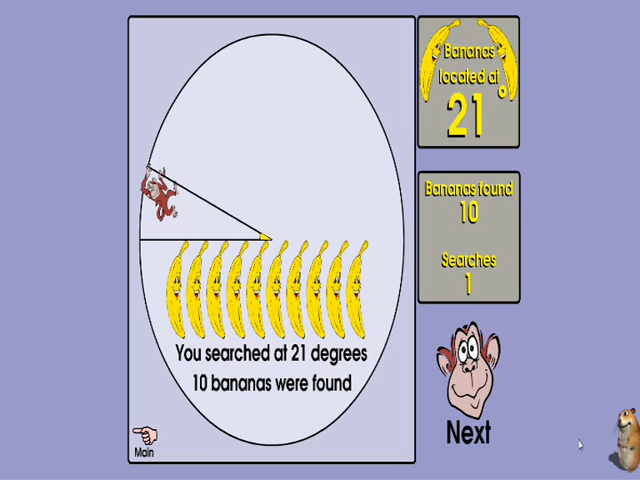 Bananas
located at
21°
Bananas found
10
Searches
1
You searched at 21 degrees
10 bananas were found
Main
Next